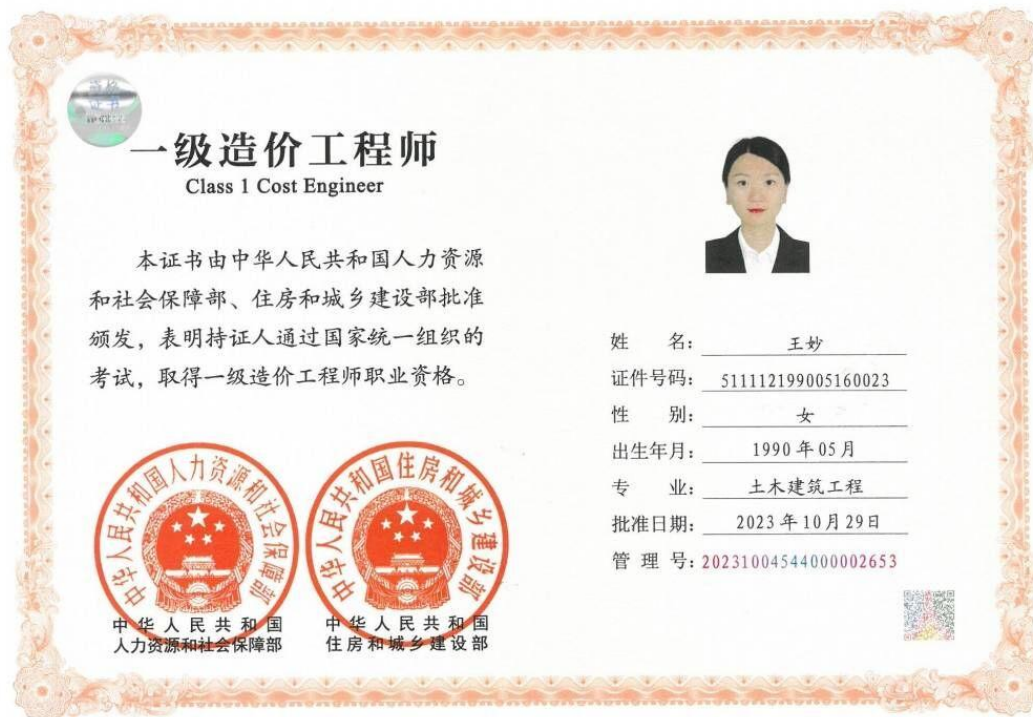 一级造价工程师
Class 1 Cost Engineer
本证书由中华人民共和国人力资源
和社会保障部、住房和城乡建设部批准
颁发，表明持证人通过国家统一组织的
考试，取得一级造价工程师职业资格。
中华人民共和国人力资源和社会保障部
中华人民共和国
人力资源和社会保障部
中华人民共和国住房和城乡建设部
中华人民共和国
住房和城乡建设部
姓 名：王妙
证件号码：511112199005160023
性 别：女
出生年月：1990年05月
专 业：土木建筑工程
批准日期：2023年10月29日
管 理 号：20231004544000002653